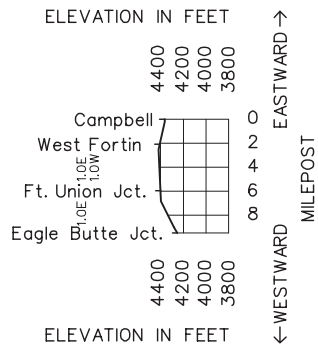 ELEVATION IN FEET
4400
4200
4000
3800
EASTWARD →
Campbell
0
West Fortin
2
1.0E
1.0W
4
Ft. Union Jct.
6
1.0E
8
Eagle Butte Jct.
MILEPOST
← WESTWARD
4400
4200
4000
3800
ELEVATION IN FEET